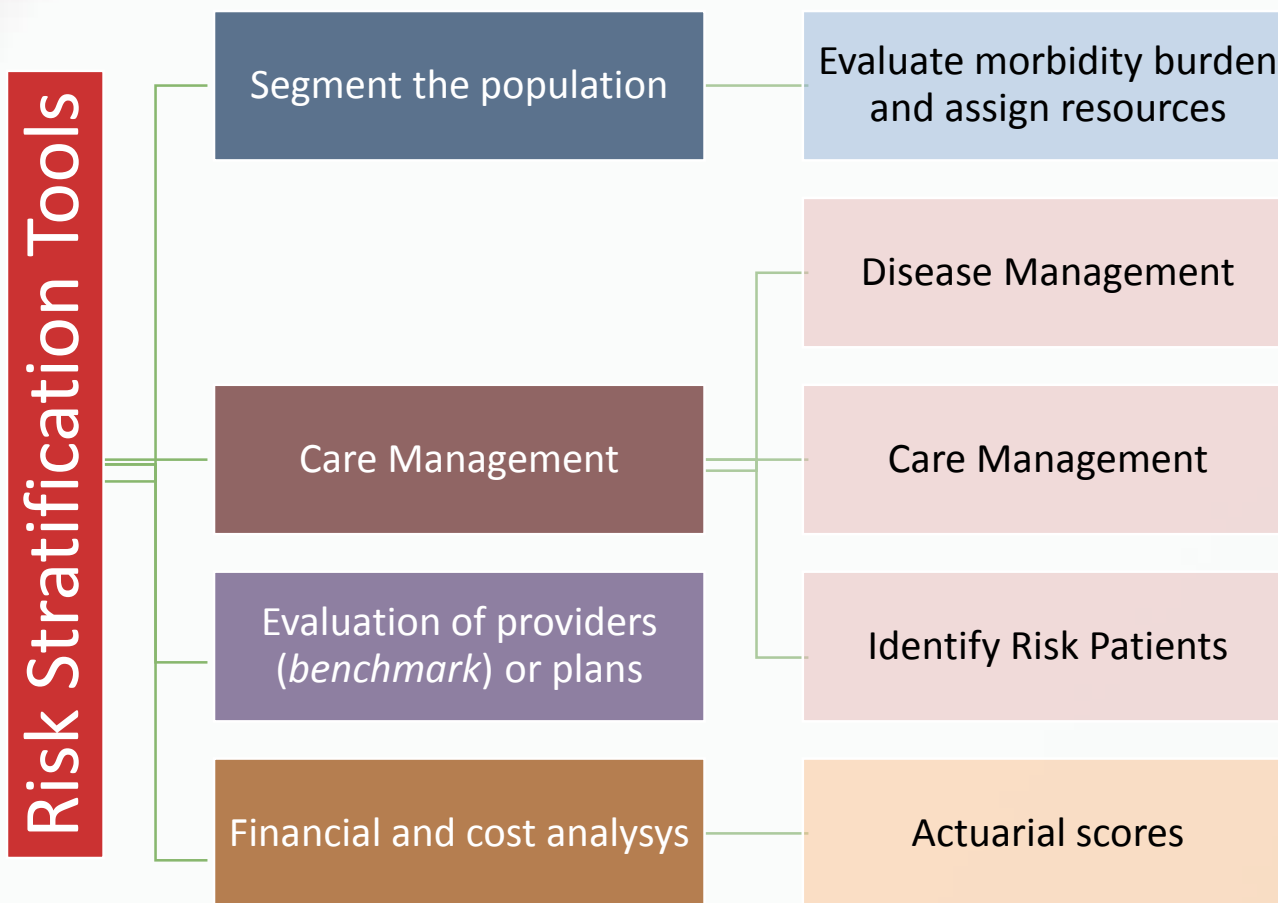 Risk Stratification Tools
Segment the population
Evaluate morbidity burden
and assign resources
Disease Management
Care Management
Care Management
Evaluation of providers
(benchmark) or plans
Identify Risk Patients
Financial and cost analysys
Actuarial scores